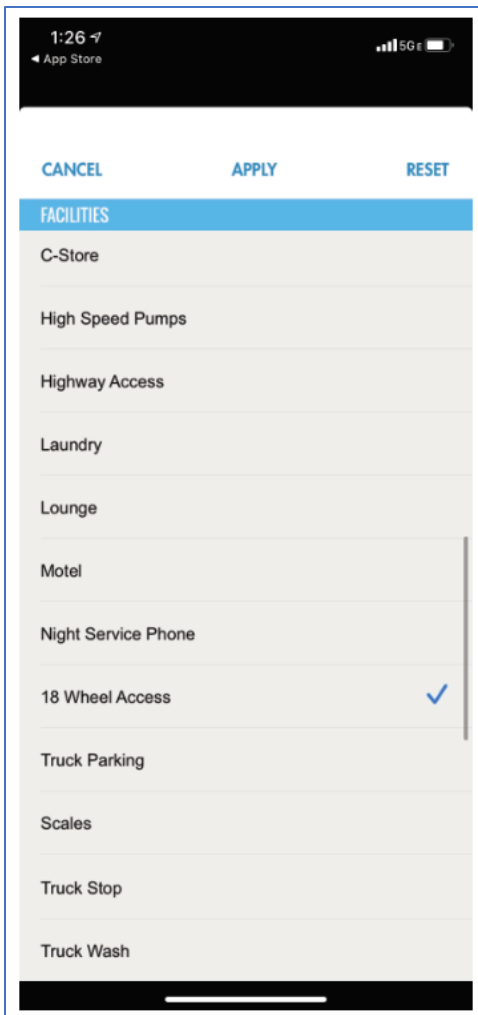 1:26
App Store
5G E
CANCEL APPLY RESET
FACILITIES
C-Store
High Speed Pumps
Highway Access
Laundry
Lounge
Motel
Night Service Phone
18 Wheel Access
Truck Parking
Scales
Truck Stop
Truck Wash